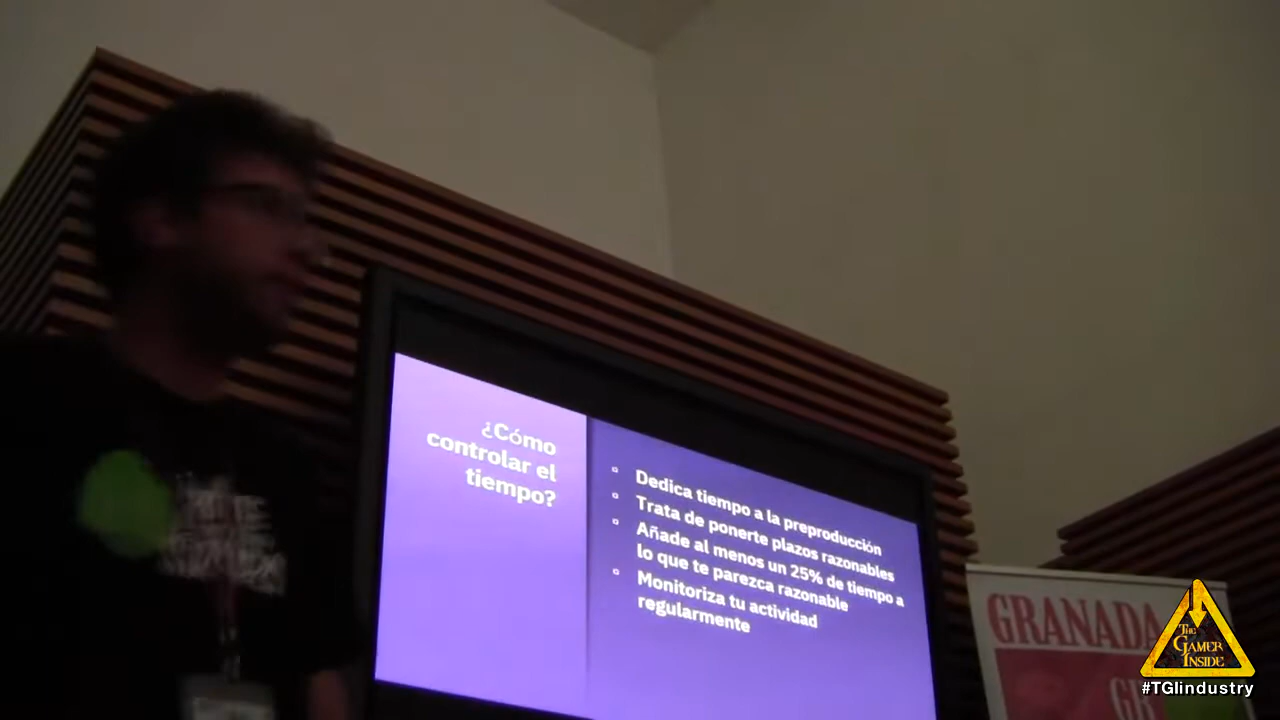 ¿Cómo
controlar el
tiempo?
▫ Dedica tiempo a la preproducción
▫ Trata de ponerte plazos razonables
▫ Añade al menos un 25% de tiempo a
lo que te parezca razonable
▫ Monitoriza tu actividad
regularmente
GRANADA
GR
THE
GAMER
INSIDE
#TGIindustry